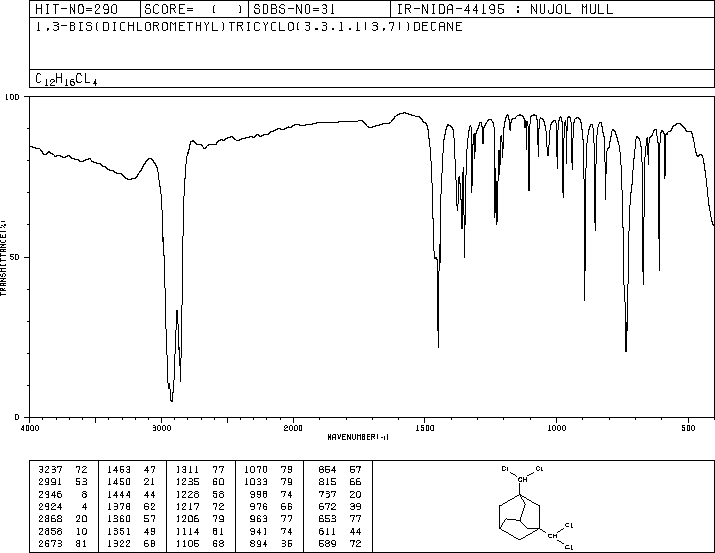 HIT-NO=290 SCORE= ( ) SDBS-NO=31 IR-NIDA-44195 : NUJOL MULL
1,3-BIS(DICHLOROMETHYL)TRICYCLO(3.3.1.1(3,7))DECANE
C12H16CL4
100
50
0
TRANSMITTANCE(%)
4000 3000 2000 1500 1000 500
WAVENUMBER(-1)
3237 72 1463 47 1311 77 1070 79 854 57
2991 53 1450 21 1235 60 1033 79 815 66
2946 8 1444 44 1228 58 998 74 737 20
2924 4 1378 62 1217 72 976 66 672 39
2868 20 1360 57 1206 79 963 77 653 77
2858 10 1351 49 1114 81 941 74 611 44
2673 81 1322 68 1105 68 894 35 589 72
Cl Cl
CH
Cl
CH
Cl